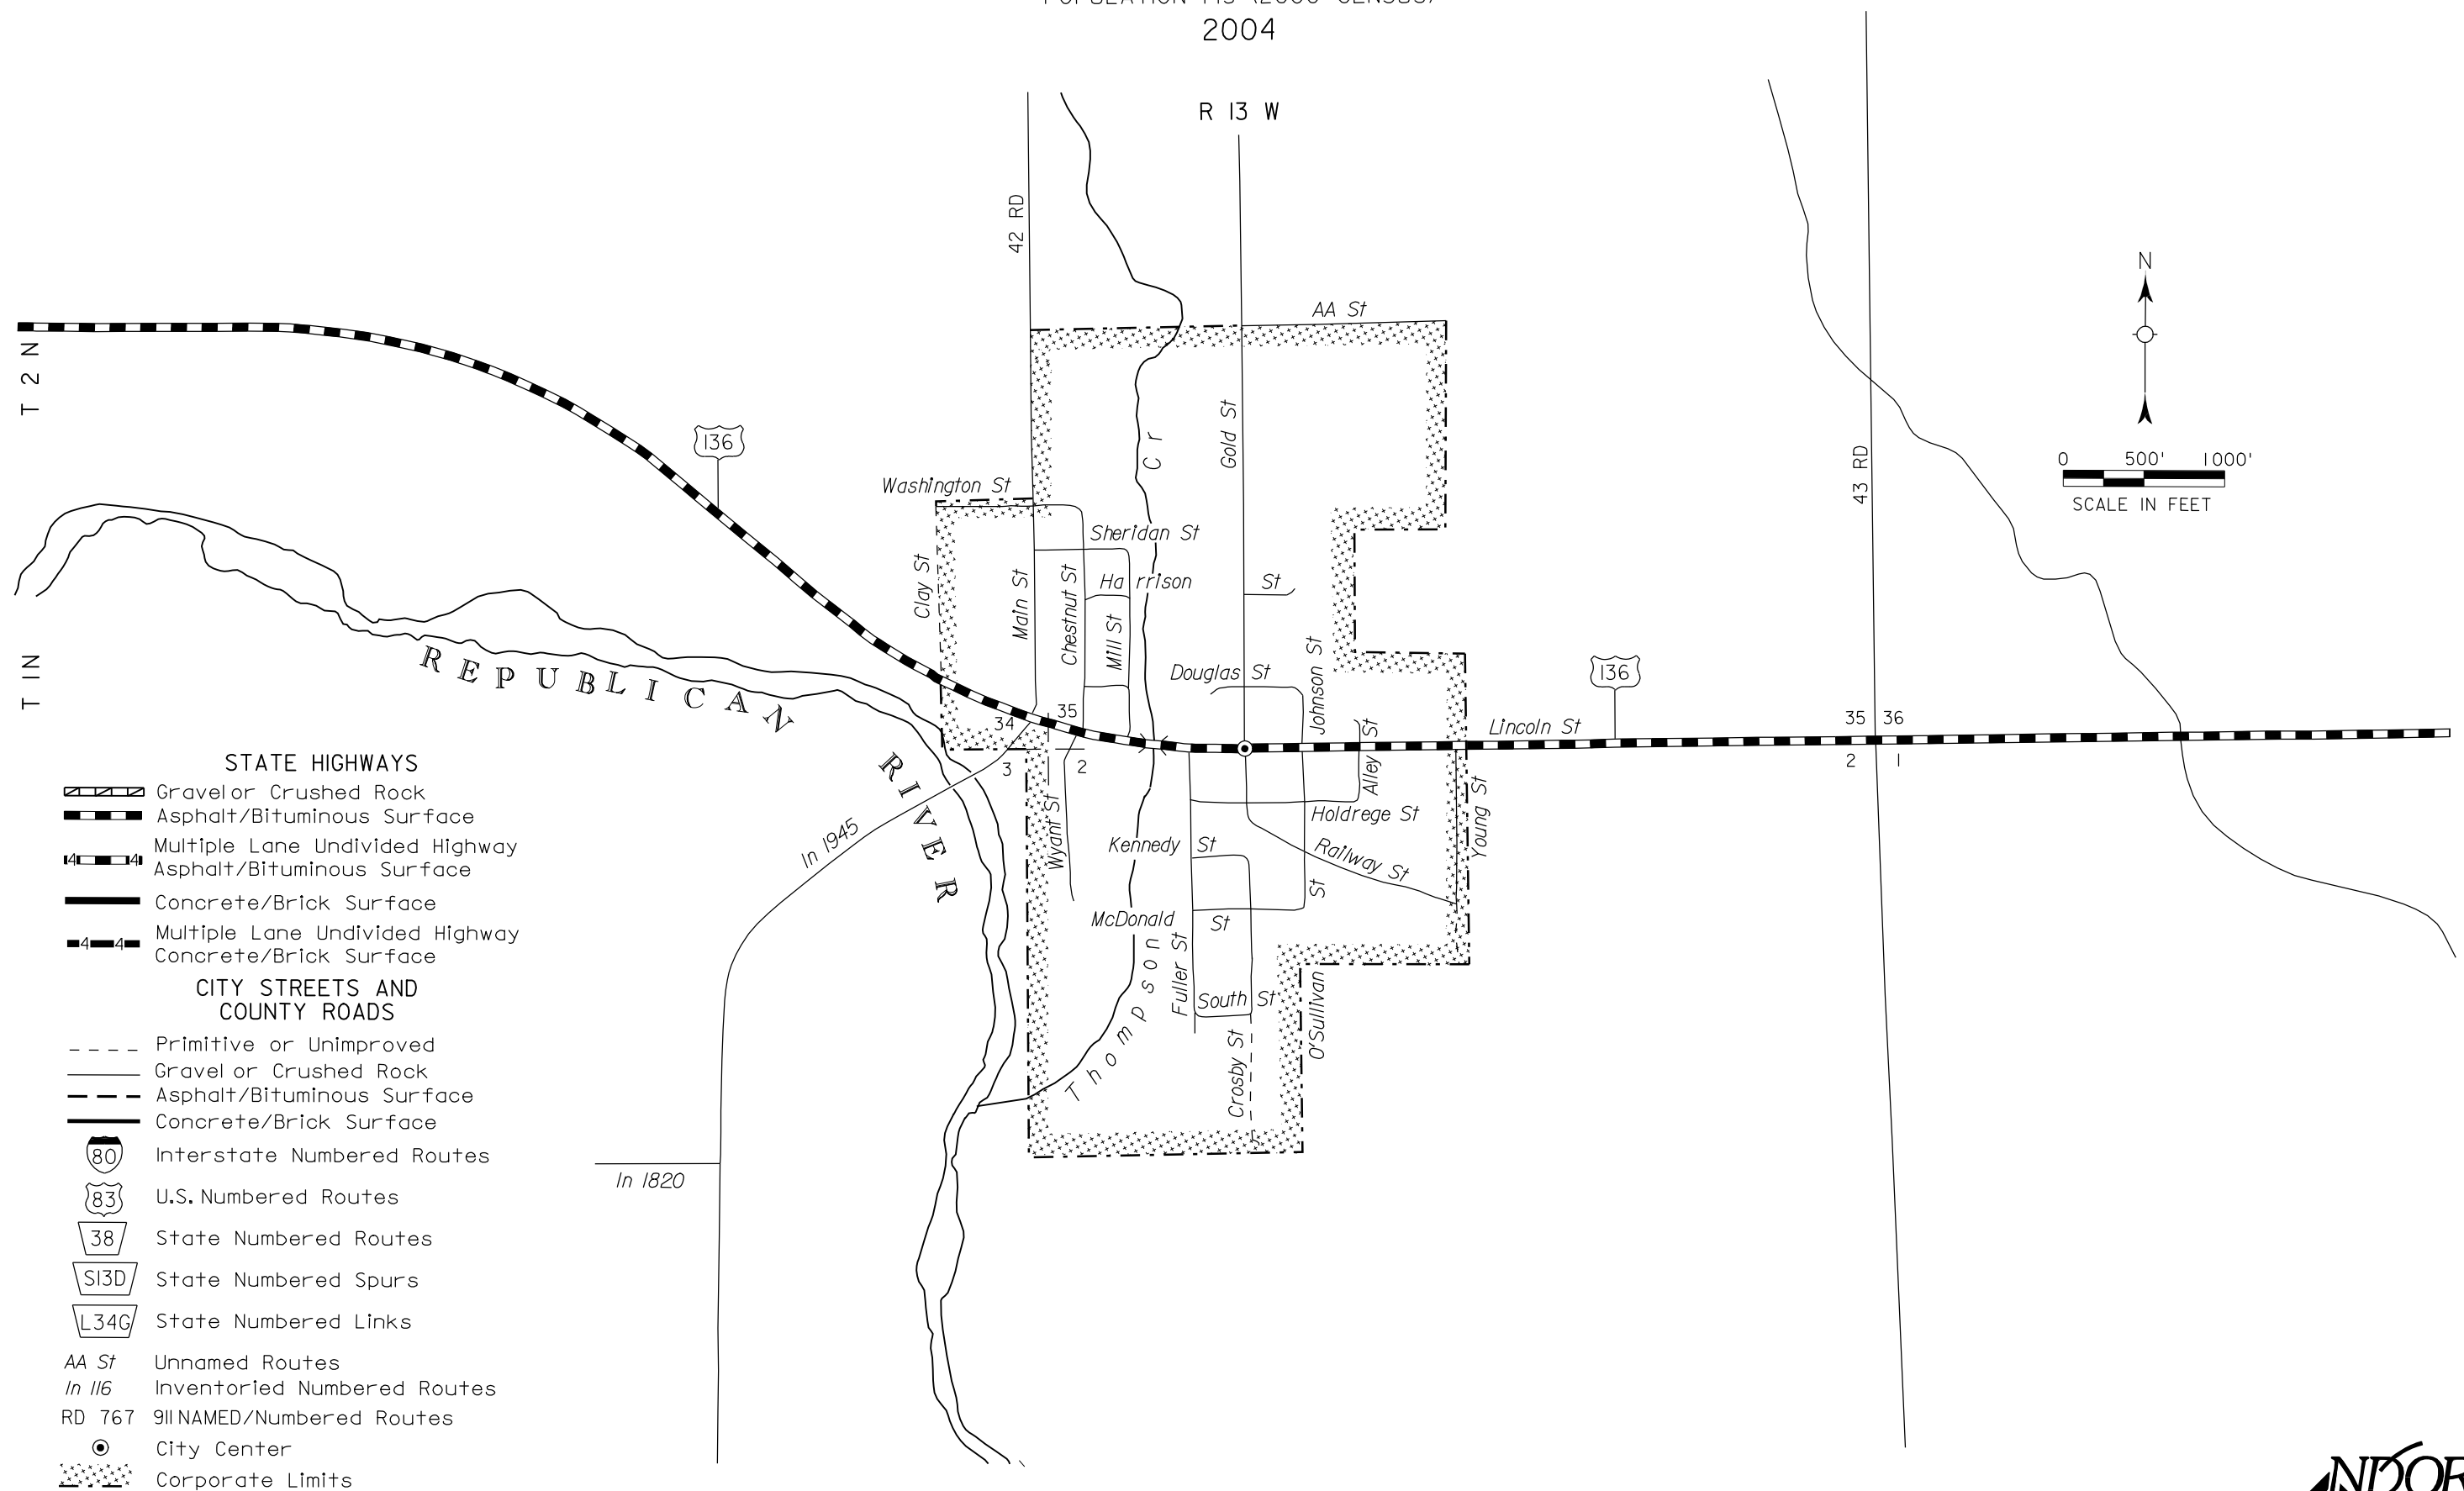 2004
R 13 W
42 RD
AA St
N
T 2 N
136
Gold St
Cr
43 RD
0 500' 1000'
SCALE IN FEET
Washington St
Sheridan St
Clay St
Main St
Chestnut St
Harrison St
Mill St
T 1N
REPUBLICAN RIVER
Douglas St
Johnson St
136
34 35
Lincoln St
35 36
3 2
2 1
Alley St
Wyant St
Young St
Holdrege St
In 1945
Kennedy St
Railway St
McDonald St
St
Thompson
Fuller St
South St
O'Sullivan
Crosby St
In 1820
STATE HIGHWAYS
Gravel or Crushed Rock
Asphalt/Bituminous Surface
4 4 Multiple Lane Undivided Highway
Asphalt/Bituminous Surface
Concrete/Brick Surface
4 4 Multiple Lane Undivided Highway
Concrete/Brick Surface
CITY STREETS AND
COUNTY ROADS
Primitive or Unimproved
Gravel or Crushed Rock
Asphalt/Bituminous Surface
Concrete/Brick Surface
80 Interstate Numbered Routes
83 U.S. Numbered Routes
38 State Numbered Routes
S13D State Numbered Spurs
L34G State Numbered Links
AA St Unnamed Routes
In 116 Inventoried Numbered Routes
RD 767 911 NAMED/Numbered Routes
City Center
Corporate Limits